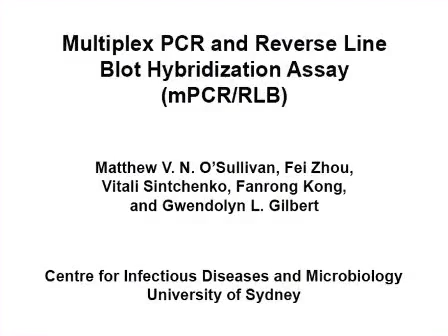 Multiplex PCR and Reverse Line
Blot Hybridization Assay
(mPCR/RLB)
Matthew V. N. O'Sullivan, Fei Zhou,
Vitali Sintchenko, Fanrong Kong,
and Gwendolyn L. Gilbert
Centre for Infectious Diseases and Microbiology
University of Sydney